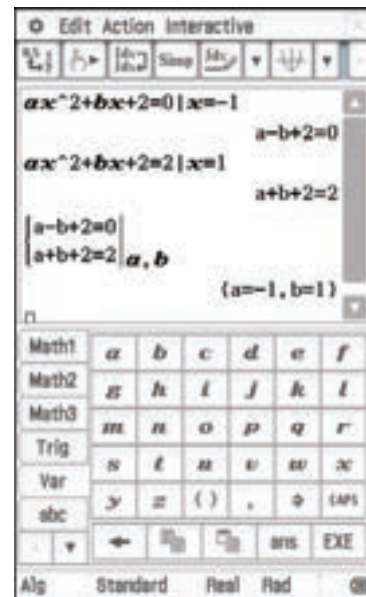 Edit Action Interactive
Simp
ax^2+bx+2=0|x=-1
a-b+2=0
ax^2+bx+2=2|x=1
a+b+2=2
a-b+2=0
a+b+2=2
a,b
{a=-1,b=1}
Math1 a b c d e f
Math2 g h i j k l
Math3 m n o p q r
Trig s t u v w x
Var y z ( ) , CAPS
abc
ans EXE
Alg Standard Real Rad